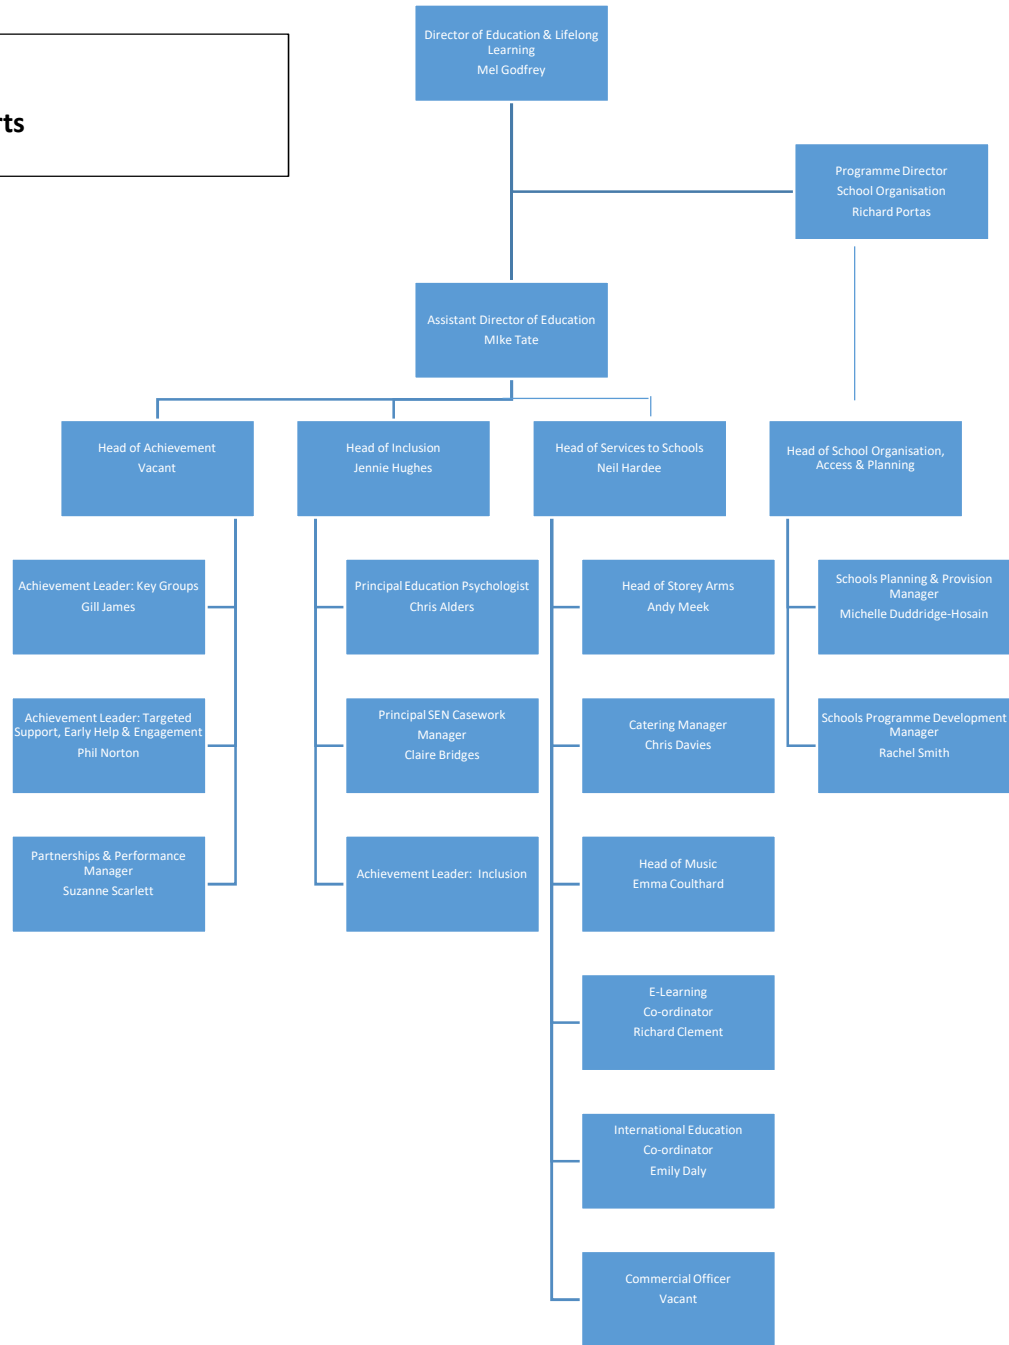 Director of Education & Lifelong
Learning
Mel Godfrey
Programme Director
School Organisation
Richard Portas
Assistant Director of Education
MIke Tate
Head of Achievement
Vacant
Head of Inclusion
Jennie Hughes
Head of Services to Schools
Neil Hardee
Head of School Organisation,
Access & Planning
Achievement Leader: Key Groups
Gill James
Principal Education Psychologist
Chris Alders
Head of Storey Arms
Andy Meek
Schools Planning & Provision
Manager
Michelle Duddridge-Hosain
Achievement Leader: Targeted
Support, Early Help & Engagement
Phil Norton
Principal SEN Casework
Manager
Claire Bridges
Catering Manager
Chris Davies
Schools Programme Development
Manager
Rachel Smith
Partnerships & Performance
Manager
Suzanne Scarlett
Achievement Leader: Inclusion
Head of Music
Emma Coulthard
E-Learning
Co-ordinator
Richard Clement
International Education
Co-ordinator
Emily Daly
Commercial Officer
Vacant